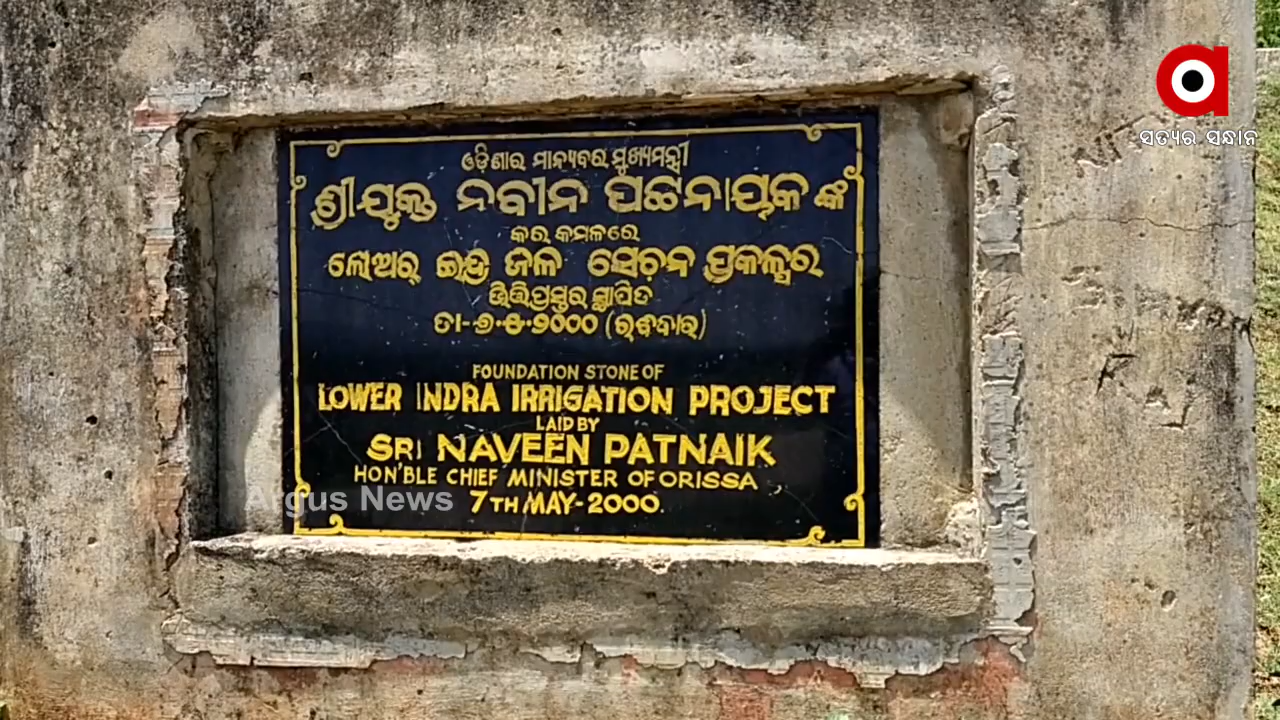 ସତ୍ୟର ସନ୍ଧାନ
ଓଡ଼ିଶାର ମାନ୍ୟବର ମୁଖ୍ୟମନ୍ତ୍ରୀ
ଶ୍ରୀଯୁକ୍ତ ନବୀନ ପଟ୍ଟନାୟକଙ୍କ
କର କମଳରେ
ଲୋଅର୍ ଇନ୍ଦ୍ର ଜଳ ସେଚନ ପ୍ରକଳ୍ପର
ଭିତ୍ତିପ୍ରସ୍ତର ସ୍ଥାପିତ
ତା-୭·୫·୨୦୦୦ (ରବିବାର)
FOUNDATION STONE OF
LOWER INDRA IRRIGATION PROJECT
LAID BY
SRI NAVEEN PATNAIK
HON'BLE CHIEF MINISTER OF ORISSA
7TH MAY-2000.
Argus News